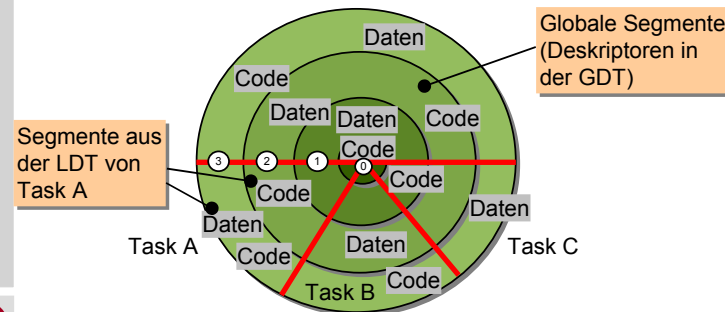 Daten
Globale Segmente
(Deskriptoren in
der GDT)
Code
Daten
Daten
Code
Segmente aus
der LDT von
Task A
Code
3
2
1
0
Code
Code
Daten
Daten
Task A
Daten
Task C
Code
Code
Task B